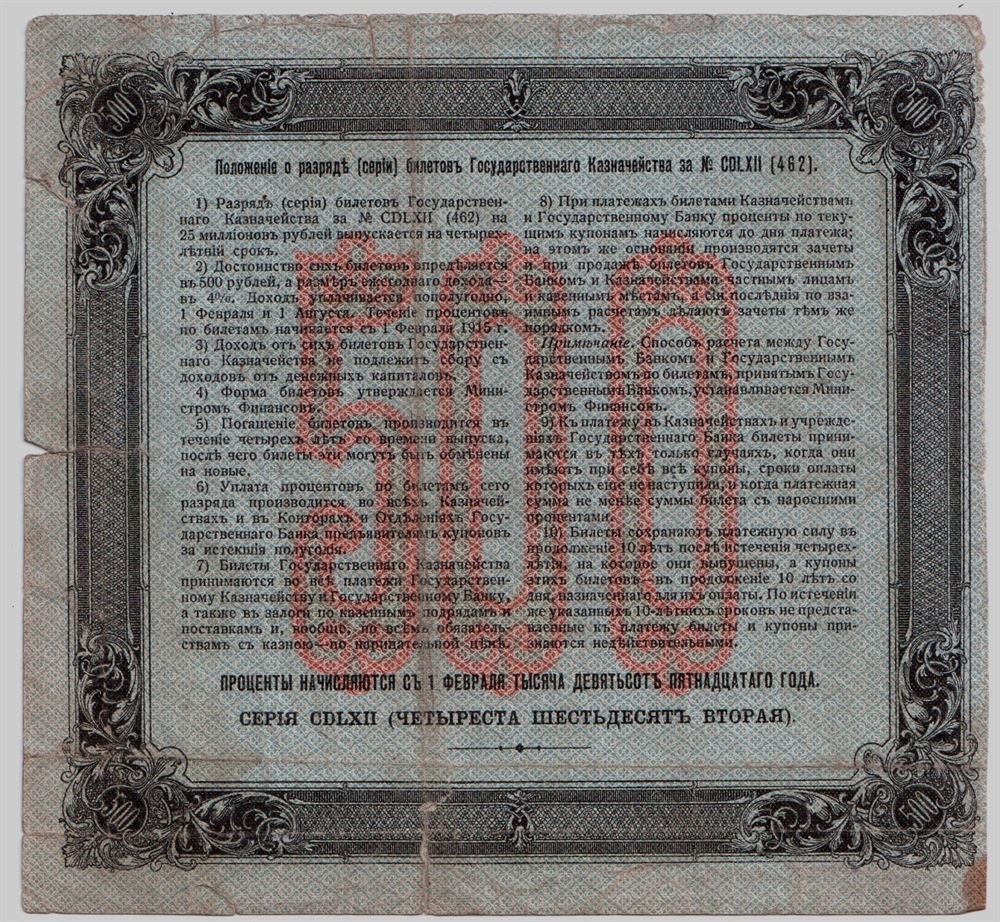 500
500
Положеніе о разрядѣ (серіи) билетовъ Государственнаго Казначейства за № CDLXII (462).
1) Разрядъ (серія) билетовъ Государствен-
наго Казначейства за № CDLXII (462) на
25 милліоновъ рублей выпускается на четырех-
лѣтній срокъ.
2) Достоинство сихъ билетовъ опредѣляется
въ 500 рублей, а размѣръ ежегоднаго дохода—
въ 4%. Доходъ уплачивается пополугодно,
1 Февраля и 1 Августа. Теченіе процентовъ
по билетамъ начинается съ 1 Февраля 1915 г.
3) Доходъ отъ сихъ билетовъ Государствен-
наго Казначейства не подлежитъ сбору съ
доходовъ отъ денежныхъ капиталовъ.
4) Форма билетовъ утверждается Мини-
стромъ Финансовъ.
5) Погашеніе билетовъ производится въ
теченіе четырехъ лѣтъ со времени выпуска,
послѣ чего билеты эти могутъ быть обмѣнены
на новые.
6) Уплата процентовъ по билетамъ сего
разряда производится во всѣхъ Казначей-
ствахъ и въ Конторахъ и Отдѣленіяхъ Госу-
дарственнаго Банка предъявителямъ купоновъ
за истекшія полугодія.
7) Билеты Государственнаго Казначейства
принимаются во всѣ платежи Государствен-
ному Казначейству и Государственному Банку,
а также въ залоги по казеннымъ подрядамъ и
поставкамъ и, вообще, по всѣмъ обязатель-
ствамъ съ казною—по нарицательной цѣнѣ.
8) При платежахъ билетами Казначействамъ
и Государственному Банку проценты по теку-
щимъ купонамъ начисляются до дня платежа;
на этомъ же основаніи производятся зачеты
и при продажѣ билетовъ Государственнымъ
Банкомъ и Казначействами частнымъ лицамъ
и казеннымъ мѣстамъ, а сіи послѣднія по вза-
имнымъ расчетамъ дѣлаютъ зачеты тѣмъ же
порядкомъ.
Примѣчаніе. Способъ расчета между Госу-
дарственнымъ Банкомъ и Государственнымъ
Казначействомъ по билетамъ, принятымъ Госу-
дарственнымъ Банкомъ, устанавливается Мини-
стромъ Финансовъ.
9) Къ платежу въ Казначействахъ и учрежде-
ніяхъ Государственнаго Банка билеты прини-
маются въ тѣхъ только случаяхъ, когда они
имѣютъ при себѣ всѣ купоны, сроки оплаты
которыхъ еще не наступили, и когда платежная
сумма не менѣе суммы билета съ наросшими
процентами.
10) Билеты сохраняютъ платежную силу въ
продолженіе 10 лѣтъ послѣ истеченія четырех-
лѣтія, на которое они выпущены, а купоны
этихъ билетовъ—въ продолженіе 10 лѣтъ со
дня, назначеннаго для ихъ оплаты. По истеченіи
же указанныхъ 10-лѣтнихъ сроковъ не предста-
вленные къ платежу билеты и купоны при-
знаются недѣйствительными.
500
ПРОЦЕНТЫ НАЧИСЛЯЮТСЯ СЪ 1 ФЕВРАЛЯ ТЫСЯЧА ДЕВЯТЬСОТЪ ПЯТНАДЦАТАГО ГОДА.
СЕРІЯ CDLXII (ЧЕТЫРЕСТА ШЕСТЬДЕСЯТЪ ВТОРАЯ).
500
500